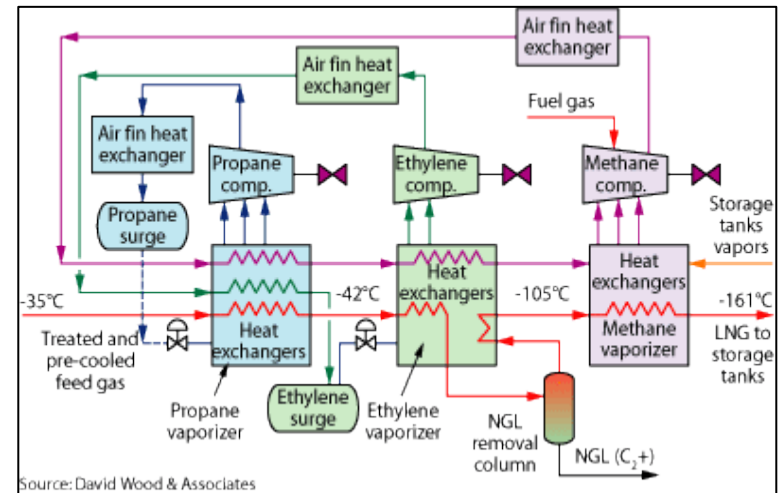 Air fin heat
exchanger
Air fin heat
exchanger
Fuel gas
Air fin heat
exchanger
Propane
comp.
Ethylene
comp.
Methane
comp.
Propane
surge
Storage
tanks
vapors
-35°C
-42°C
Heat
exchangers
-105°C
Heat
exchangers
-161°C
Treated and
pre-cooled
feed gas
Heat
exchangers
Methane
vaporizer
LNG to
storage
tanks
Propane
vaporizer
Ethylene
surge
Ethylene
vaporizer
NGL
removal
column
NGL (C₂+)
Source: David Wood & Associates